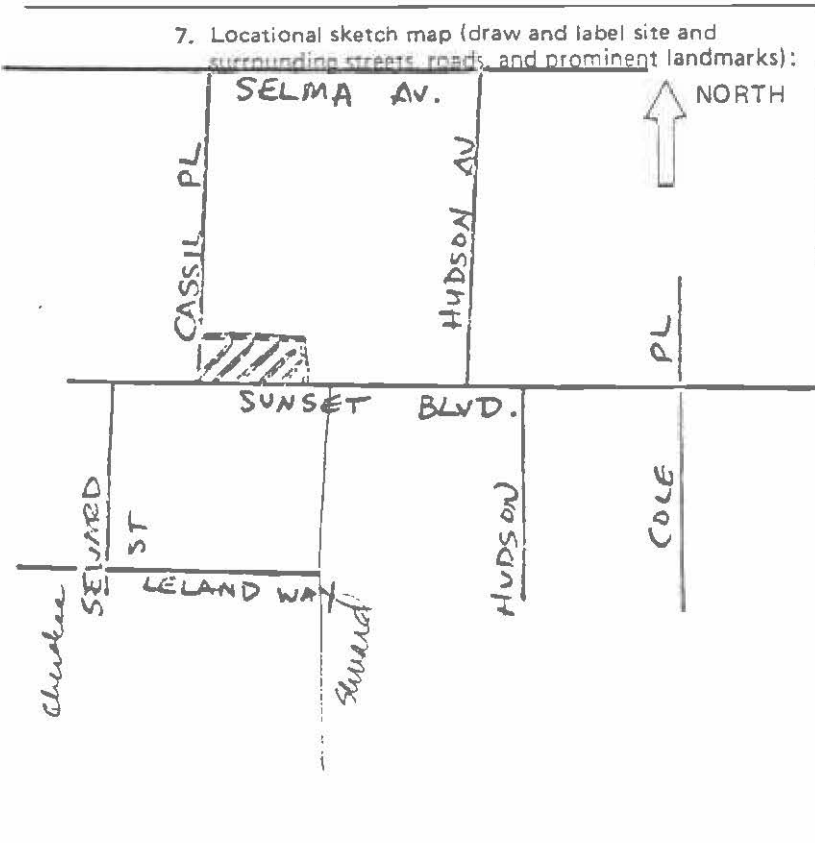 7. Locational sketch map (draw and label site and
surrounding streets, roads, and prominent landmarks):
SELMA AV.
NORTH
CASSIL PL
HUDSON AV
PL
SUNSET BLVD.
SEWARD ST
HUDSON
COLE
LELAND WAY
Cherokee
Seward